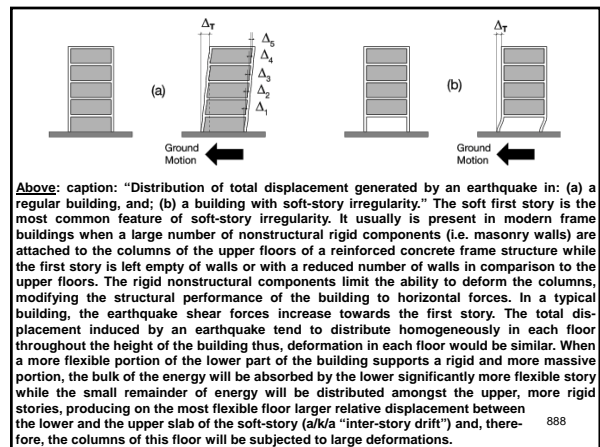 Δ_T
Δ_T
Δ_5
Δ_4
Δ_3
Δ_2
Δ_1
(a)
(b)
Ground
Motion
Ground
Motion
Above: caption: “Distribution of total displacement generated by an earthquake in: (a) a
regular building, and; (b) a building with soft-story irregularity.” The soft first story is the
most common feature of soft-story irregularity. It usually is present in modern frame
buildings when a large number of nonstructural rigid components (i.e. masonry walls) are
attached to the columns of the upper floors of a reinforced concrete frame structure while
the first story is left empty of walls or with a reduced number of walls in comparison to the
upper floors. The rigid nonstructural components limit the ability to deform the columns,
modifying the structural performance of the building to horizontal forces. In a typical
building, the earthquake shear forces increase towards the first story. The total dis-
placement induced by an earthquake tend to distribute homogeneously in each floor
throughout the height of the building thus, deformation in each floor would be similar. When
a more flexible portion of the lower part of the building supports a rigid and more massive
portion, the bulk of the energy will be absorbed by the lower significantly more flexible story
while the small remainder of energy will be distributed amongst the upper, more rigid
stories, producing on the most flexible floor larger relative displacement between
the lower and the upper slab of the soft-story (a/k/a “inter-story drift”) and, there-
fore, the columns of this floor will be subjected to large deformations.
888